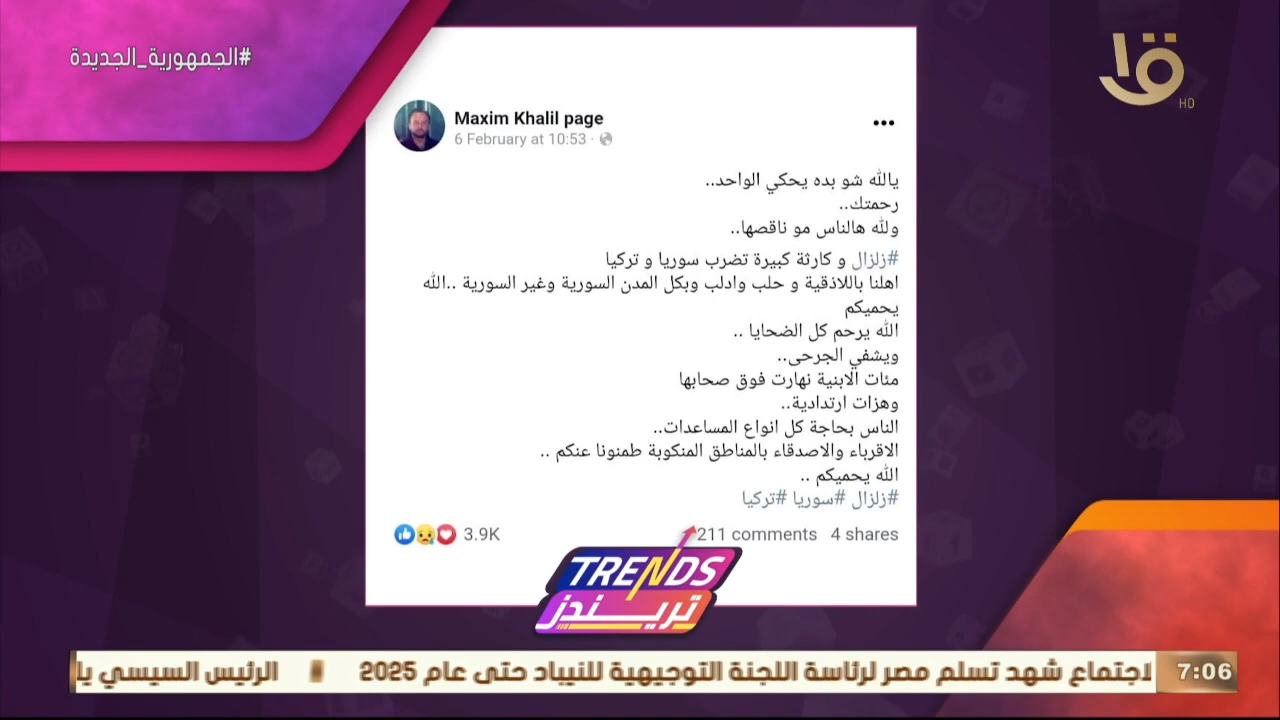 #الجمهورية_الجديدة
HD
Maxim Khalil page
6 February at 10:53
يالله شو بده يحكي الواحد..
رحمتك..
ولله هالناس مو ناقصها..
#زلزال و كارثة كبيرة تضرب سوريا و تركيا
اهلنا باللاذقية و حلب وادلب وبكل المدن السورية وغير السورية ..الله
يحميكم
الله يرحم كل الضحايا ..
ويشفي الجرحى..
مئات الابنية نهارت فوق صحابها
وهزات ارتدادية..
الناس بحاجة كل انواع المساعدات..
الاقرباء والاصدقاء بالمناطق المنكوبة طمنونا عنكم ..
الله يحميكم ..
#زلزال #سوريا #تركيا
3.9K 211 comments 4 shares
TRENDS
تريندز
7:06 لاجتماع شهد تسلم مصر لرئاسة اللجنة التوجيهية للنيباد حتى عام 2025 الرئيس السيسي